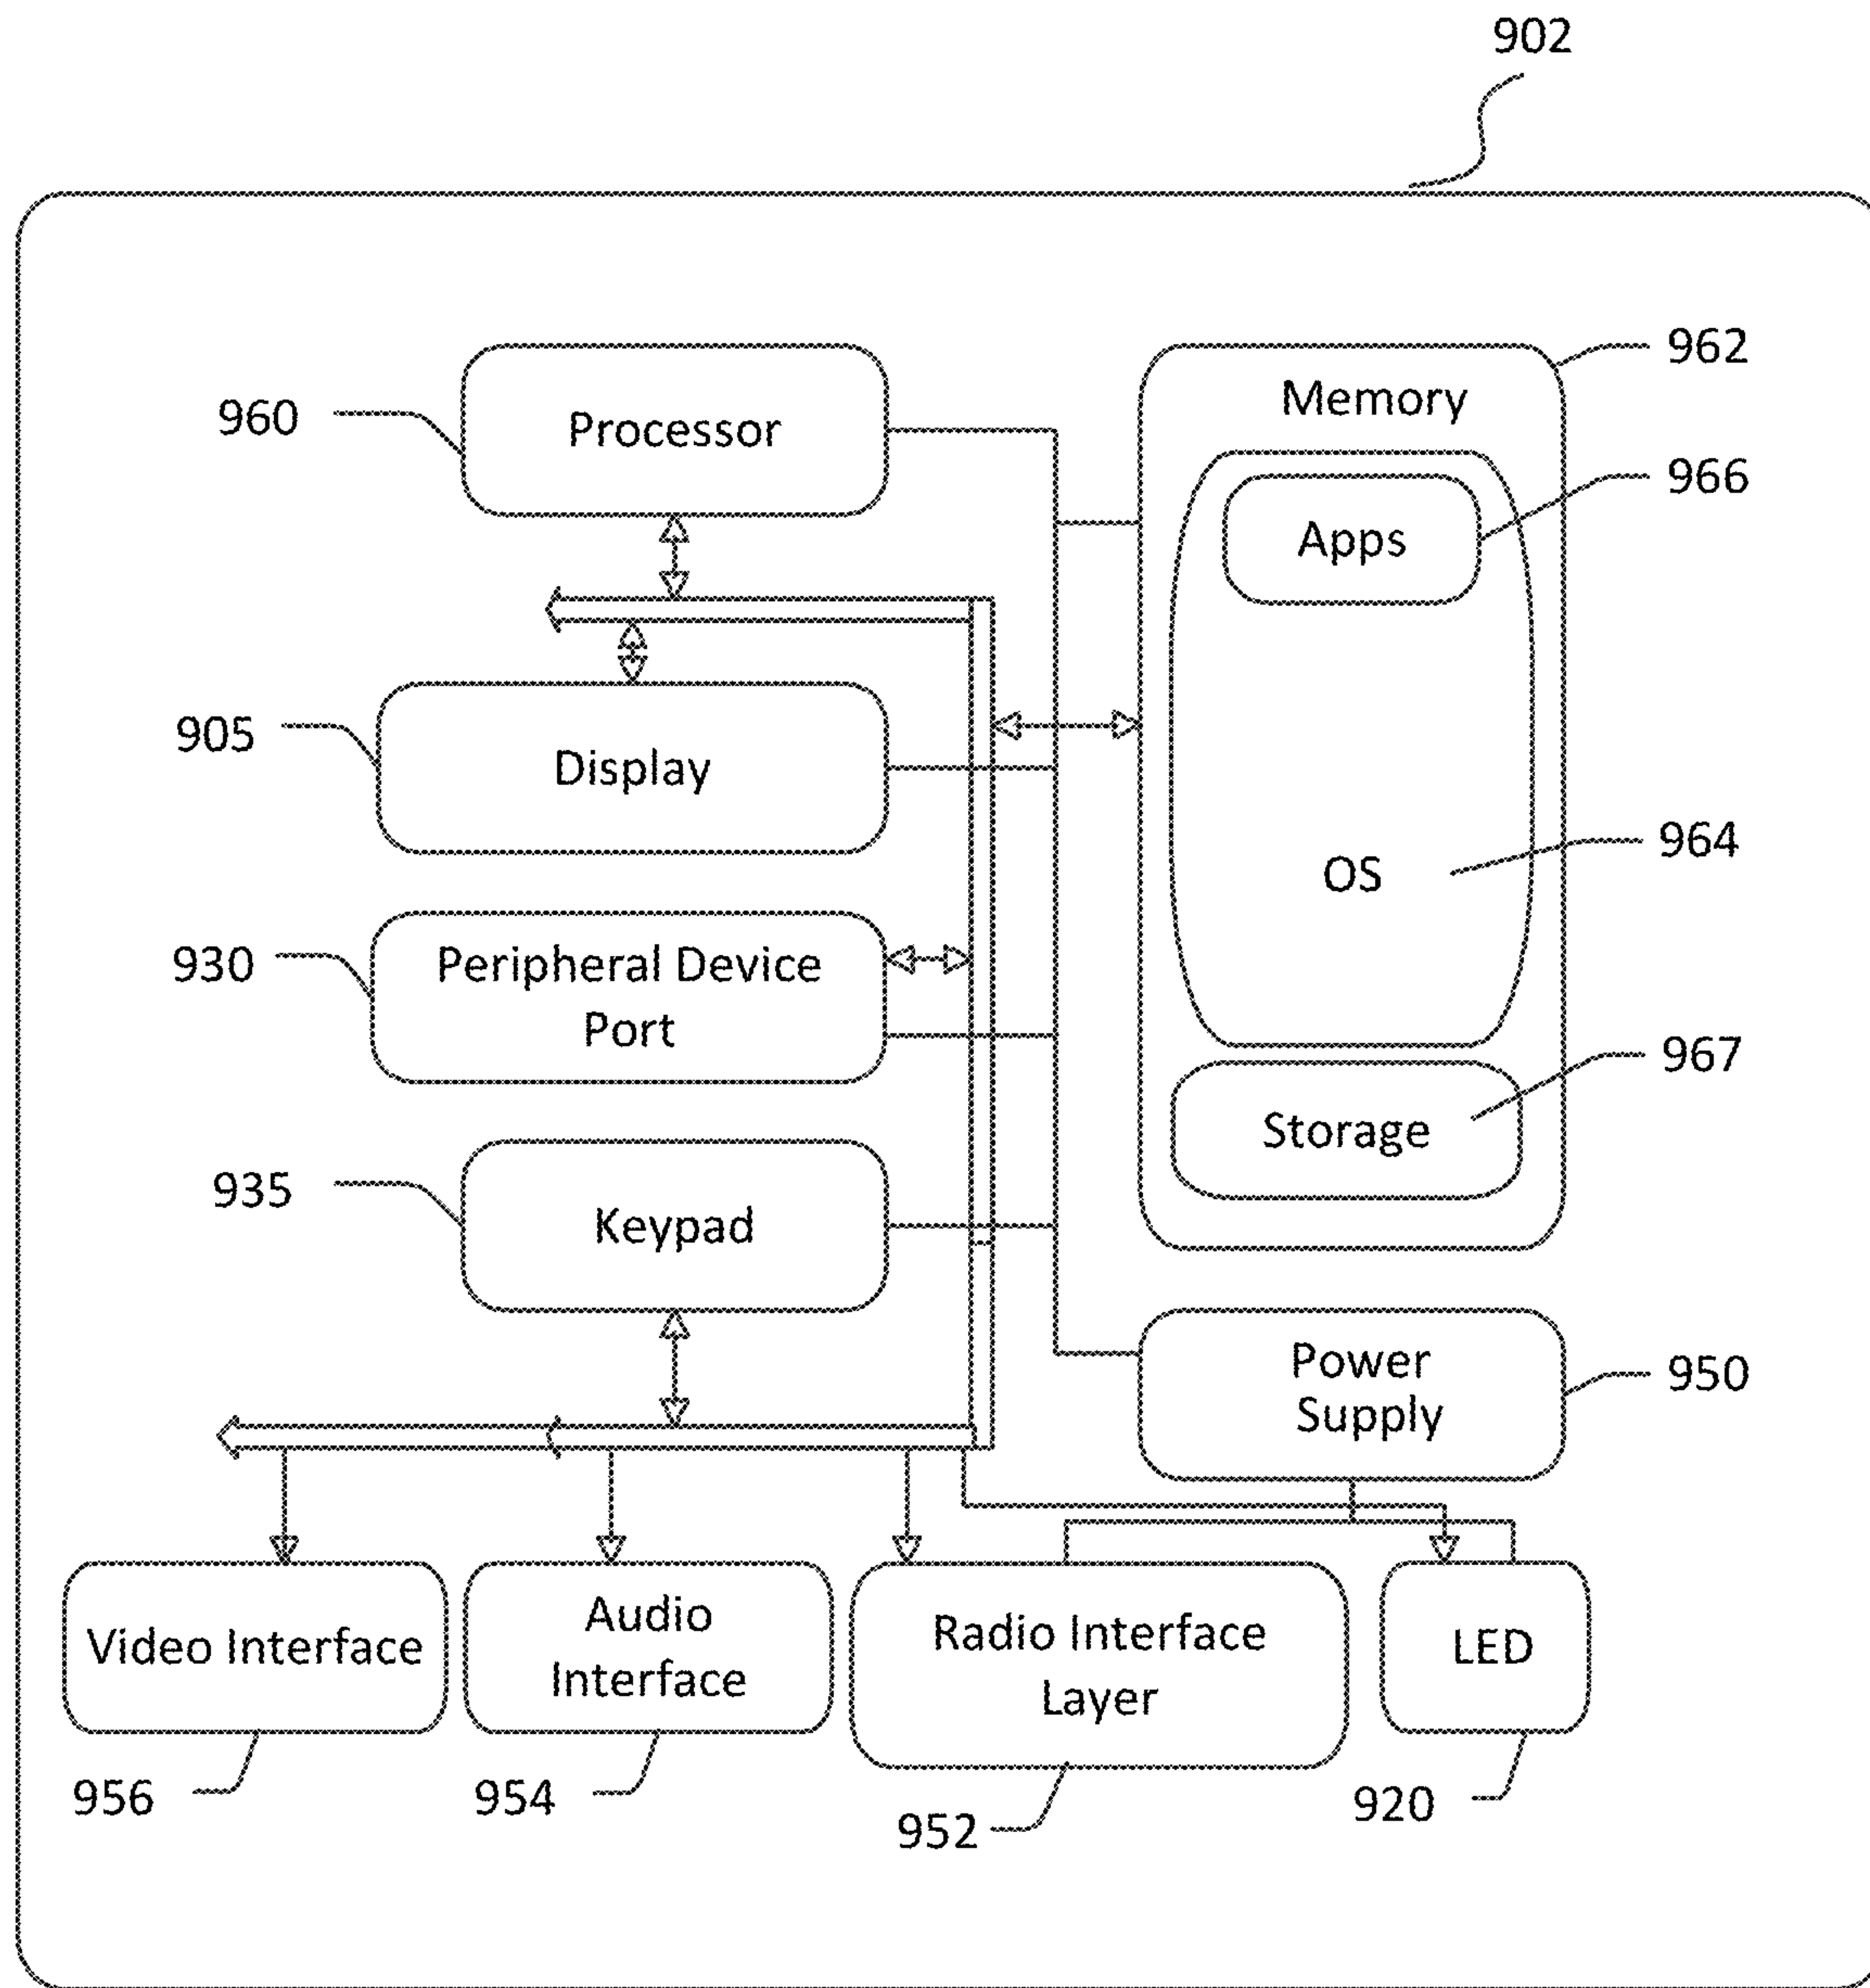 902
962
Memory
960
Processor
966
Apps
905
Display
964
OS
930
Peripheral Device
Port
967
Storage
935
Keypad
Power
Supply
950
Video Interface
Audio
Interface
Radio Interface
Layer
LED
956
954
952
920